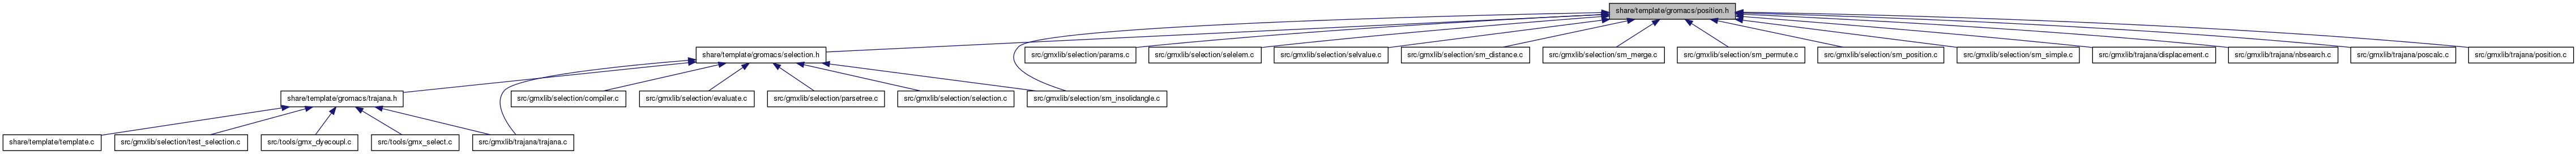 share/template/gromacs/position.h
share/template/gromacs/selection.h
src/gmxlib/selection/params.c
src/gmxlib/selection/selelem.c
src/gmxlib/selection/selvalue.c
src/gmxlib/selection/sm_distance.c
src/gmxlib/selection/sm_merge.c
src/gmxlib/selection/sm_permute.c
src/gmxlib/selection/sm_position.c
src/gmxlib/selection/sm_simple.c
src/gmxlib/trajana/displacement.c
src/gmxlib/trajana/nbsearch.c
src/gmxlib/trajana/poscalc.c
src/gmxlib/trajana/position.c
share/template/gromacs/trajana.h
src/gmxlib/selection/compiler.c
src/gmxlib/selection/evaluate.c
src/gmxlib/selection/parsetree.c
src/gmxlib/selection/selection.c
src/gmxlib/selection/sm_insolidangle.c
share/template/template.c
src/gmxlib/selection/test_selection.c
src/tools/gmx_dyecoupl.c
src/tools/gmx_select.c
src/gmxlib/trajana/trajana.c